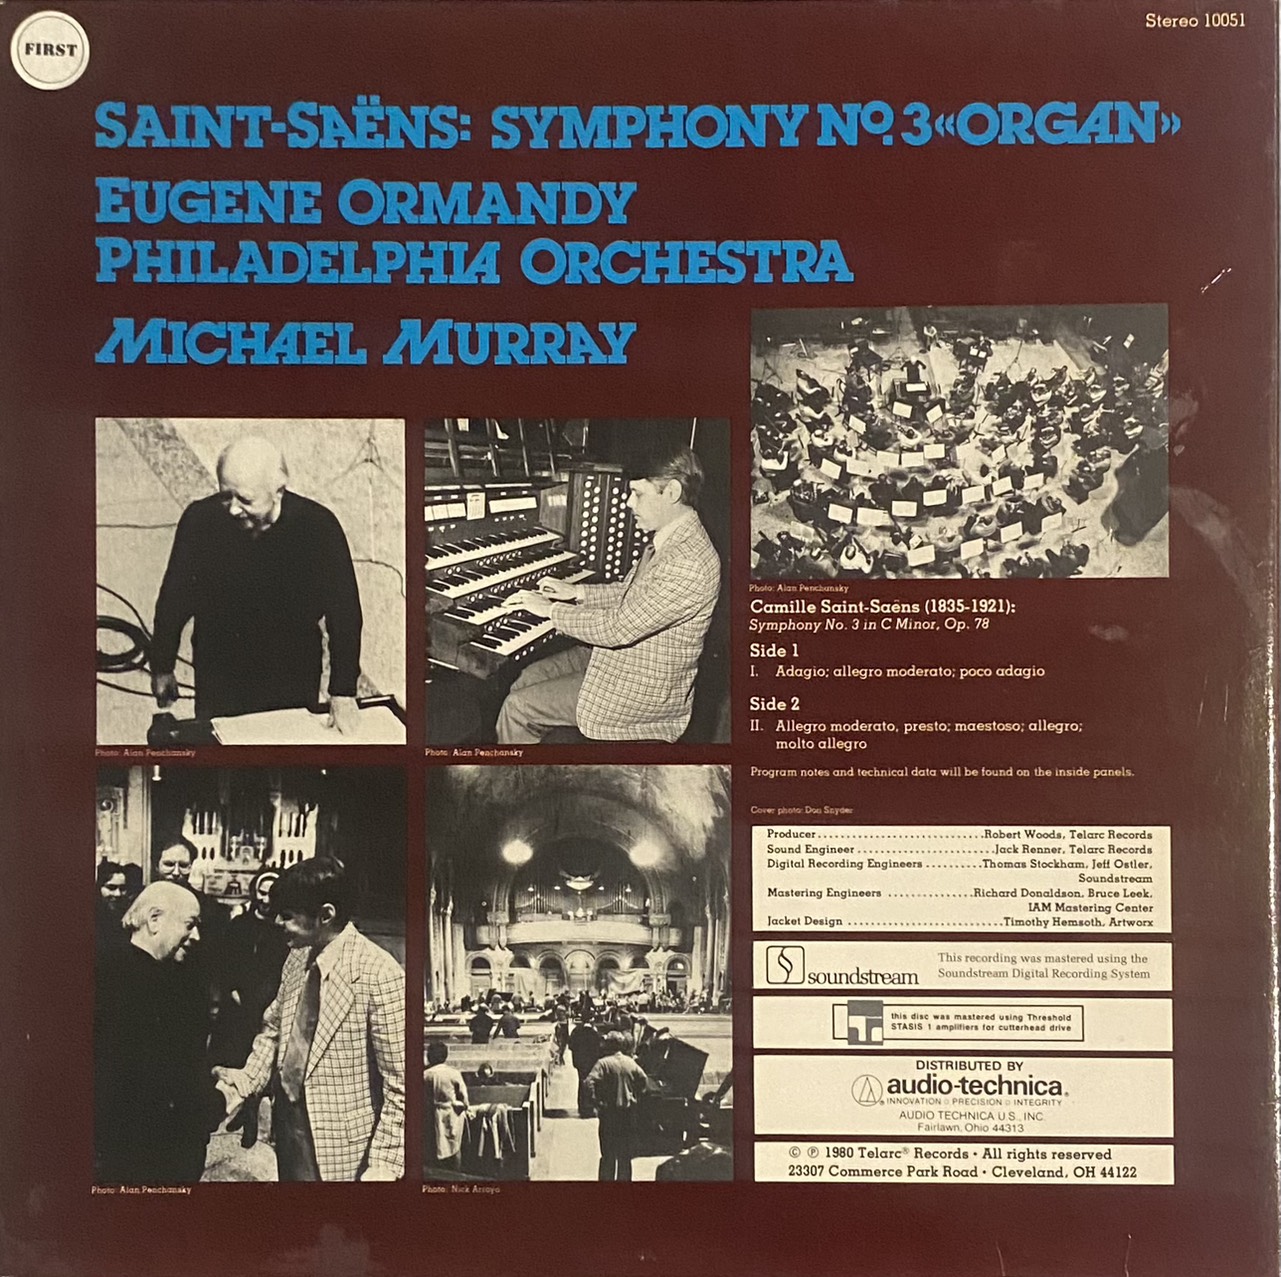 FIRST
Stereo 10051
SAINT-SAËNS: SYMPHONY Nº. 3 «ORGAN»
EUGENE ORMANDY
PHILADELPHIA ORCHESTRA
MICHAEL MURRAY
Photo: Alan Penchansky
Camille Saint-Saëns (1835-1921):
Symphony No. 3 in C Minor, Op. 78
Side 1
I. Adagio; allegro moderato; poco adagio
Side 2
II. Allegro moderato, presto; maestoso; allegro;
molto allegro
Photo: Alan Penchansky
Photo: Alan Penchansky
Program notes and technical data will be found on the inside panels.
Cover photo: Don Snyder
Producer..............................Robert Woods, Telarc Records
Sound Engineer.........................Jack Renner, Telarc Records
Digital Recording Engineers..........Thomas Stockham, Jeff Ostler,
Soundstream
Mastering Engineers ...............Richard Donaldson, Bruce Leek,
IAM Mastering Center
Jacket Design ............................Timothy Hemsoth, Artworx
soundstream
This recording was mastered using the
Soundstream Digital Recording System
this disc was mastered using Threshold
STASIS 1 amplifiers for cutterhead drive
DISTRIBUTED BY
audio-technica®
INNOVATION □ PRECISION □ INTEGRITY
AUDIO TECHNICA U.S., INC.
Fairlawn, Ohio 44313
© ℗ 1980 Telarc® Records • All rights reserved
23307 Commerce Park Road • Cleveland, OH 44122
Photo: Alan Penchansky
Photo: Nick Arroyo